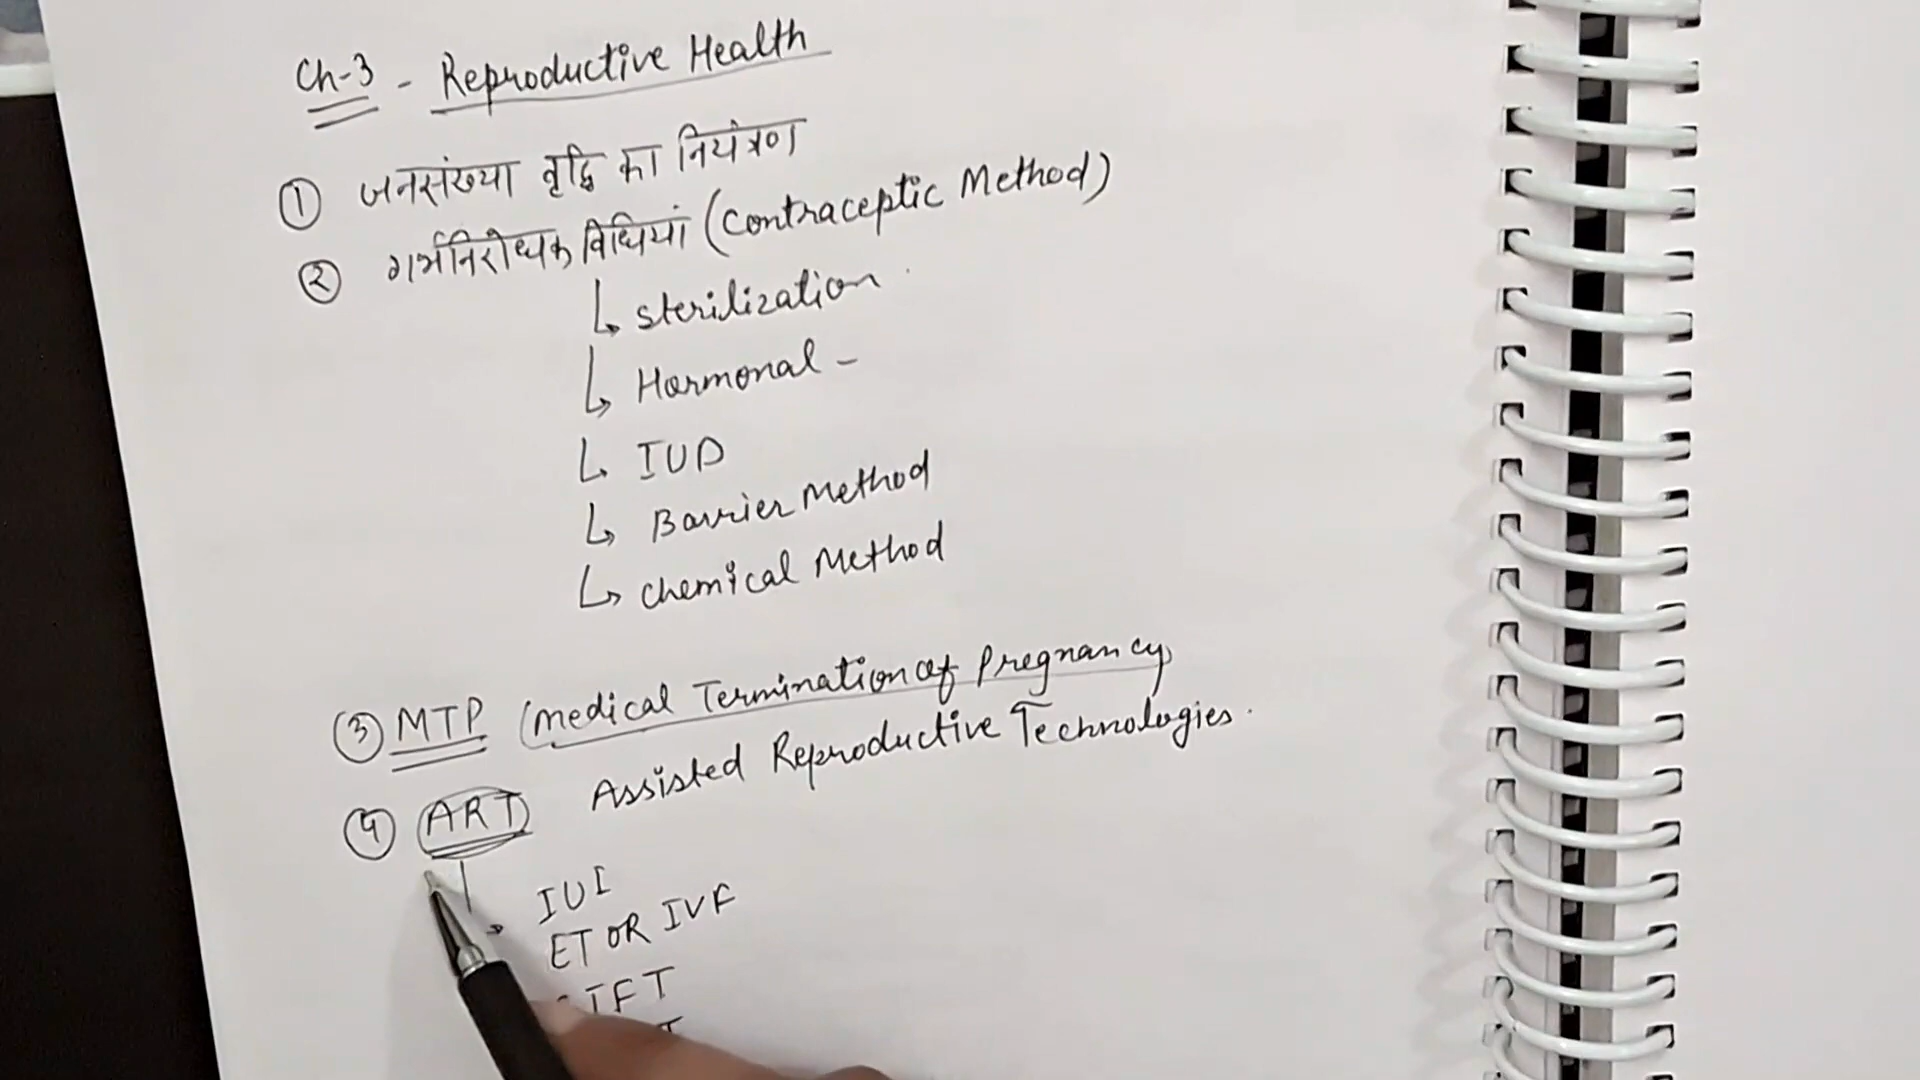 Ch-3 - Reproductive Health
① जनसंख्या वृद्धि का नियंत्रण
② गर्भनिरोधक विधियां (Contraceptic Method)
↳ Sterilization
↳ Hormonal -
↳ IUD
↳ Barrier Method
↳ Chemical Method
③ MTP (Medical Termination of Pregnancy
④ ART Assisted Reproductive Technologies.
IUI
ET OR IVF
IFT